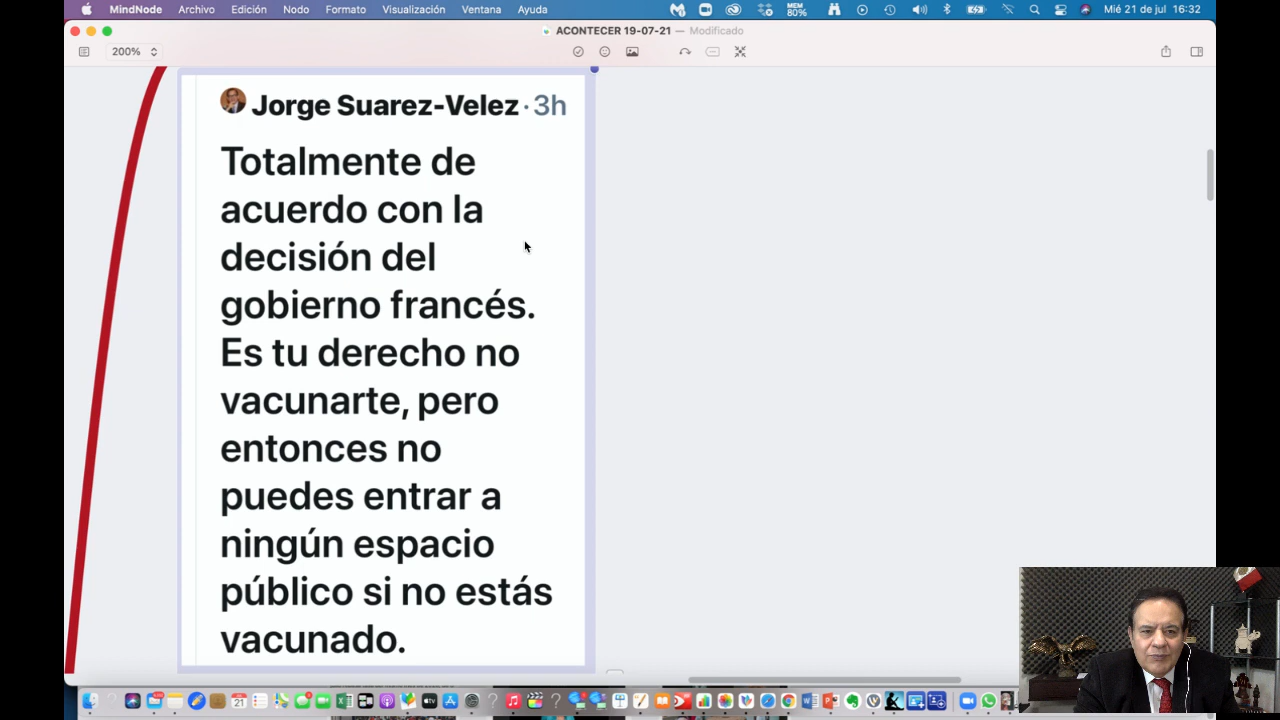 MindNode Archivo Edición Nodo Formato Visualización Ventana Ayuda MEM 80% Mié 21 de jul 16:32
ACONTECER 19-07-21 — Modificado
200%
Jorge Suarez-Velez · 3h
Totalmente de
acuerdo con la
decisión del
gobierno francés.
Es tu derecho no
vacunarte, pero
entonces no
puedes entrar a
ningún espacio
público si no estás
vacunado.